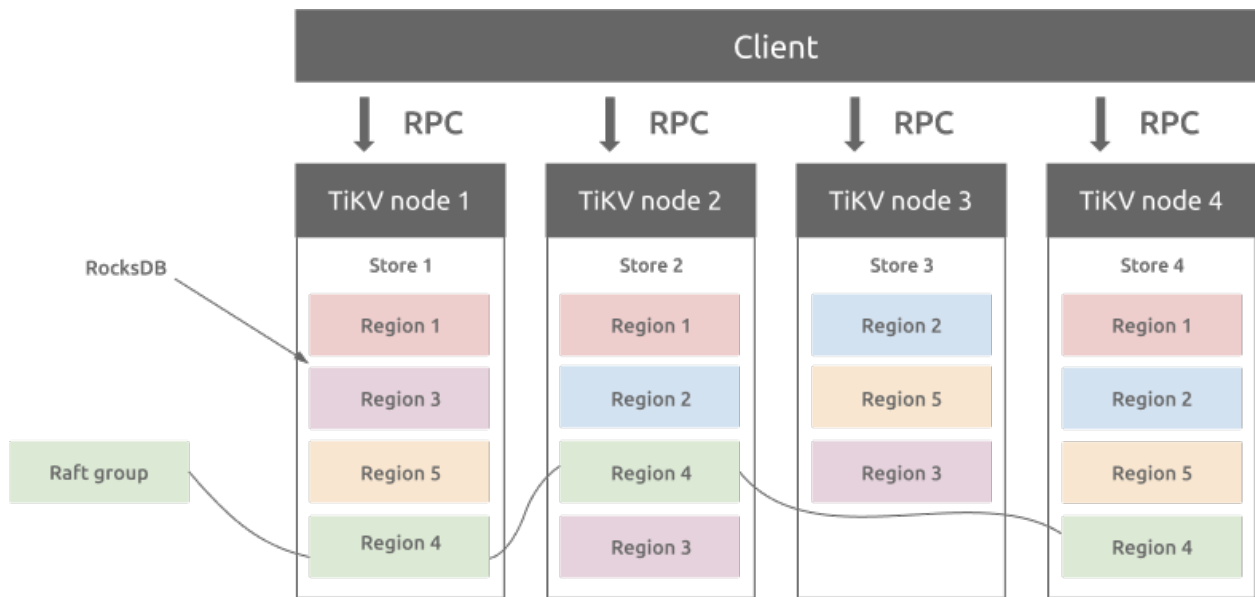 Client
RPC
RPC
RPC
RPC
TiKV node 1
TiKV node 2
TiKV node 3
TiKV node 4
Store 1
Store 2
Store 3
Store 4
RocksDB
Region 1
Region 1
Region 2
Region 1
Region 3
Region 2
Region 5
Region 2
Raft group
Region 5
Region 4
Region 3
Region 5
Region 4
Region 3
Region 4